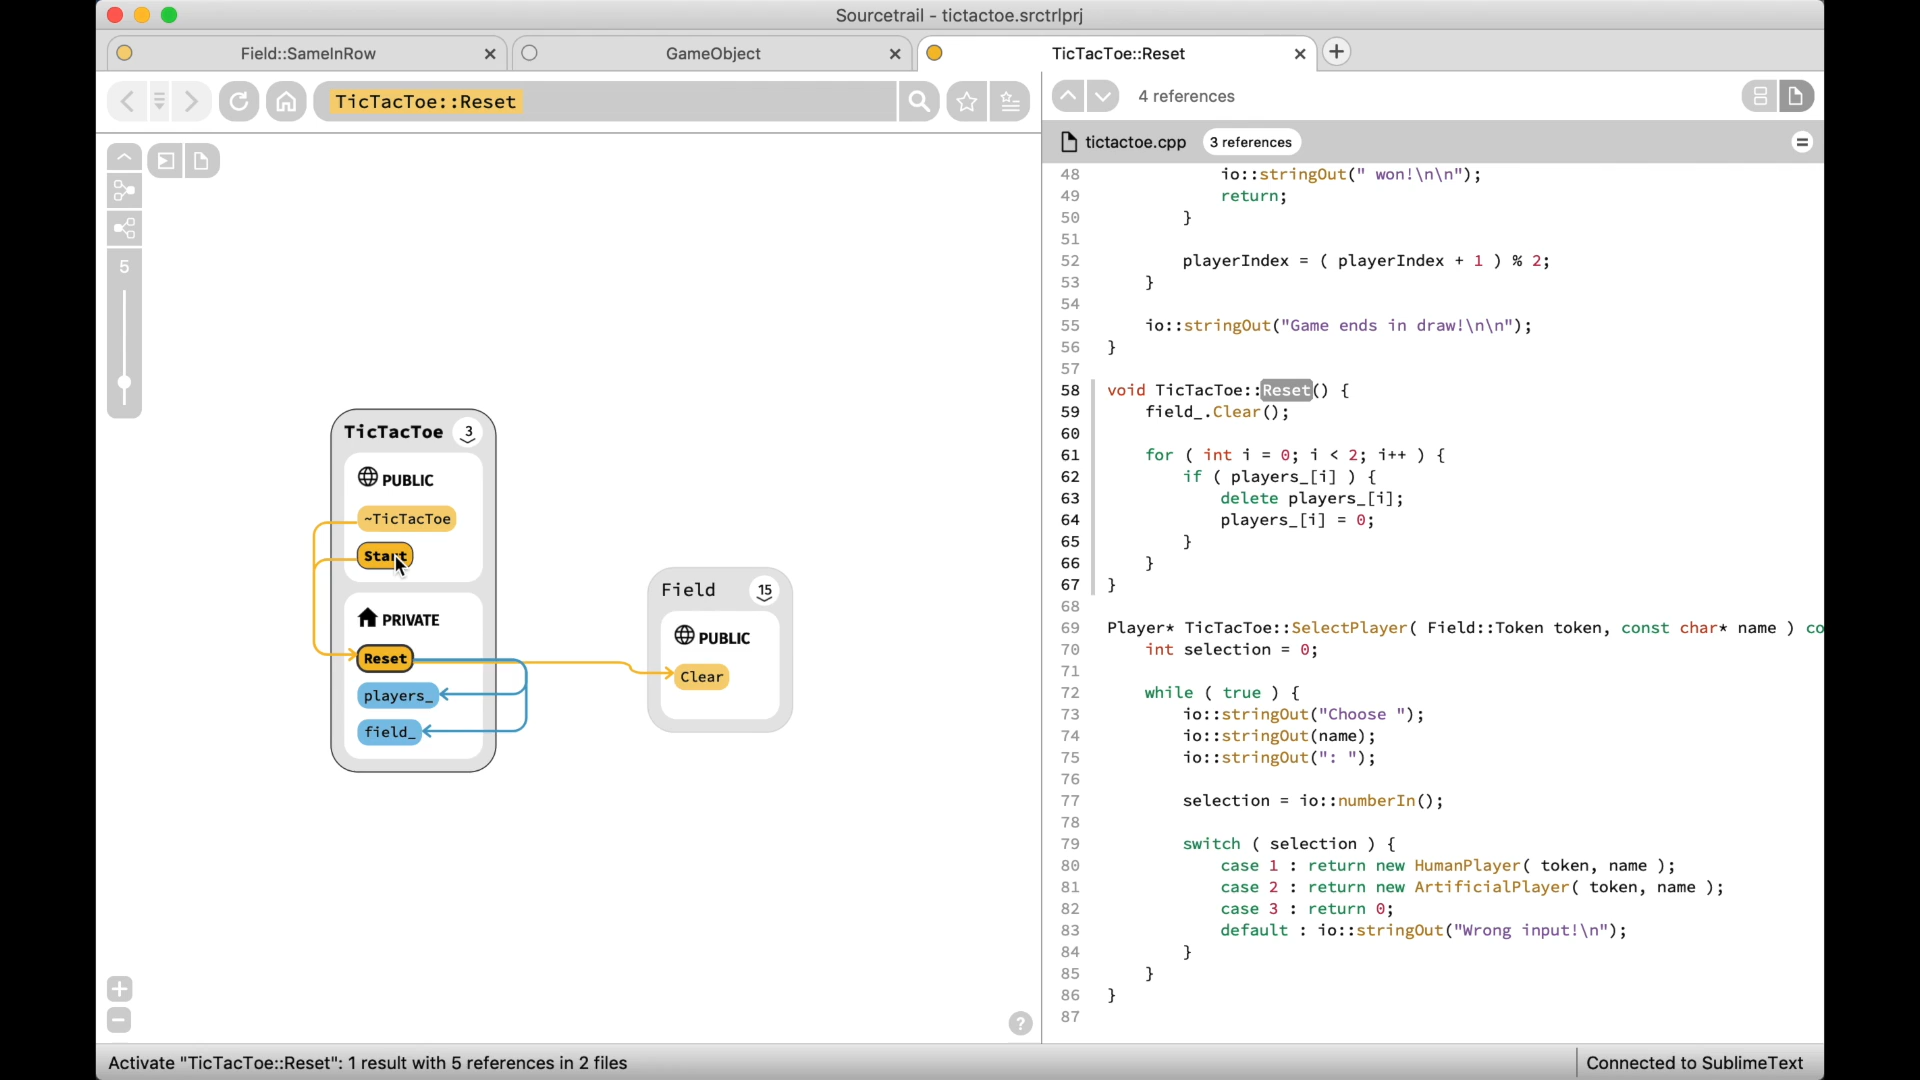 Sourcetrail - tictactoe.srctrlprj
Field::SameInRow
GameObject
TicTacToe::Reset
TicTacToe::Reset
4 references
tictactoe.cpp
3 references
5
TicTacToe 3
PUBLIC
~TicTacToe
Start
PRIVATE
Reset
players_
field_
Field 15
PUBLIC
Clear
48 io::stringOut(" won!\n\n");
49 return;
50 }
51
52 playerIndex = ( playerIndex + 1 ) % 2;
53 }
54
55 io::stringOut("Game ends in draw!\n\n");
56 }
57
58 void TicTacToe::Reset() {
59 field_.Clear();
60
61 for ( int i = 0; i < 2; i++ ) {
62 if ( players_[i] ) {
63 delete players_[i];
64 players_[i] = 0;
65 }
66 }
67 }
68
69 Player* TicTacToe::SelectPlayer( Field::Token token, const char* name ) co
70 int selection = 0;
71
72 while ( true ) {
73 io::stringOut("Choose ");
74 io::stringOut(name);
75 io::stringOut(": ");
76
77 selection = io::numberIn();
78
79 switch ( selection ) {
80 case 1 : return new HumanPlayer( token, name );
81 case 2 : return new ArtificialPlayer( token, name );
82 case 3 : return 0;
83 default : io::stringOut("Wrong input!\n");
84 }
85 }
86 }
87
?
Activate "TicTacToe::Reset": 1 result with 5 references in 2 files
Connected to SublimeText